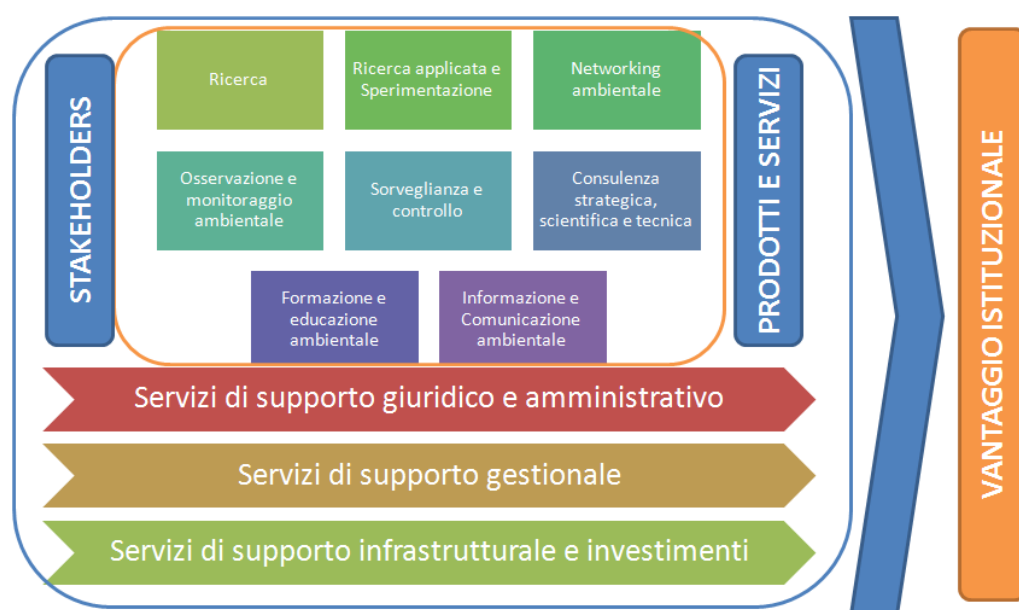 STAKEHOLDERS
Ricerca
Ricerca applicata e
Sperimentazione
Networking
ambientale
Osservazione e
monitoraggio
ambientale
Sorveglianza e
controllo
Consulenza
strategica,
scientifica e tecnica
Formazione e
educazione
ambientale
Informazione e
Comunicazione
ambientale
PRODOTTI E SERVIZI
Servizi di supporto giuridico e amministrativo
Servizi di supporto gestionale
Servizi di supporto infrastrutturale e investimenti
VANTAGGIO ISTITUZIONALE